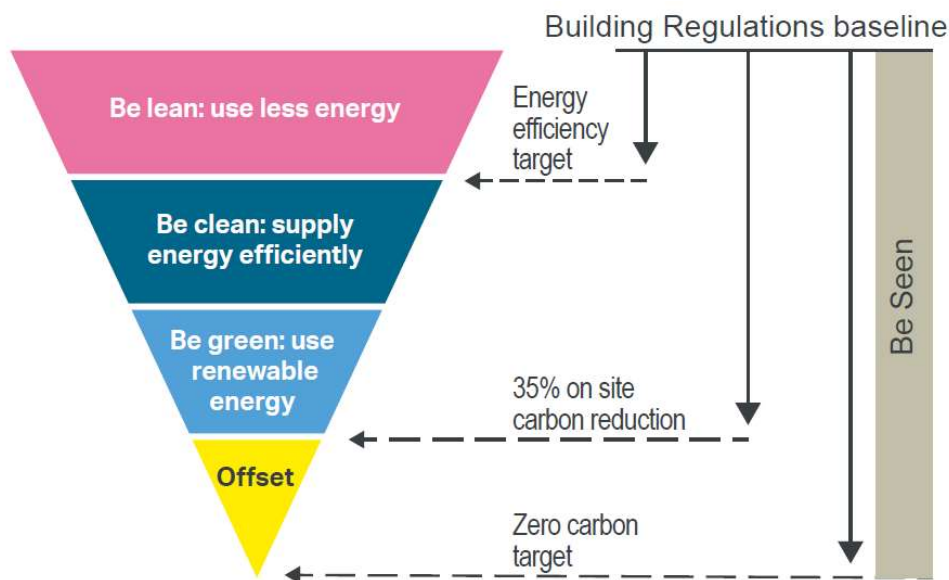 Building Regulations baseline
Be lean: use less energy
Energy
efficiency
target
Be clean: supply
energy efficiently
Be green: use
renewable
energy
35% on site
carbon reduction
Offset
Zero carbon
target
Be Seen